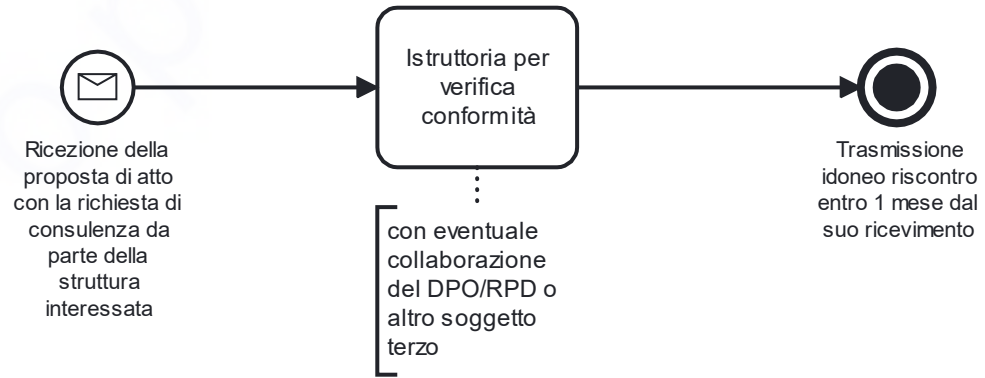 Istruttoria per
verifica
conformità
Ricezione della
proposta di atto
con la richiesta di
consulenza da
parte della
struttura
interessata
con eventuale
collaborazione
del DPO/RPD o
altro soggetto
terzo
Trasmissione
idoneo riscontro
entro 1 mese dal
suo ricevimento